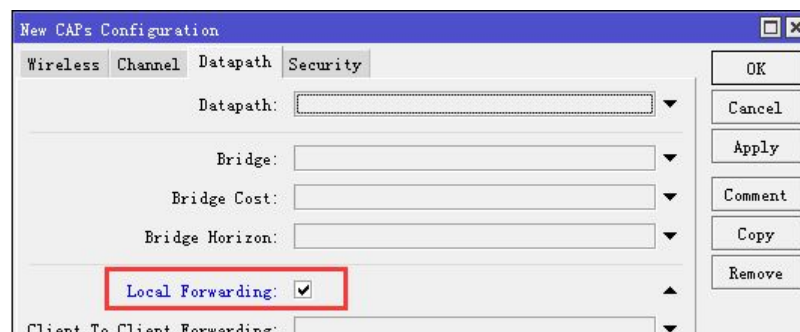 New CAPs Configuration
Wireless Channel Datapath Security
OK
Datapath:
Cancel
Apply
Bridge:
Bridge Cost:
Comment
Bridge Horizon:
Copy
Remove
Local Forwarding:
Client To Client Forwarding: